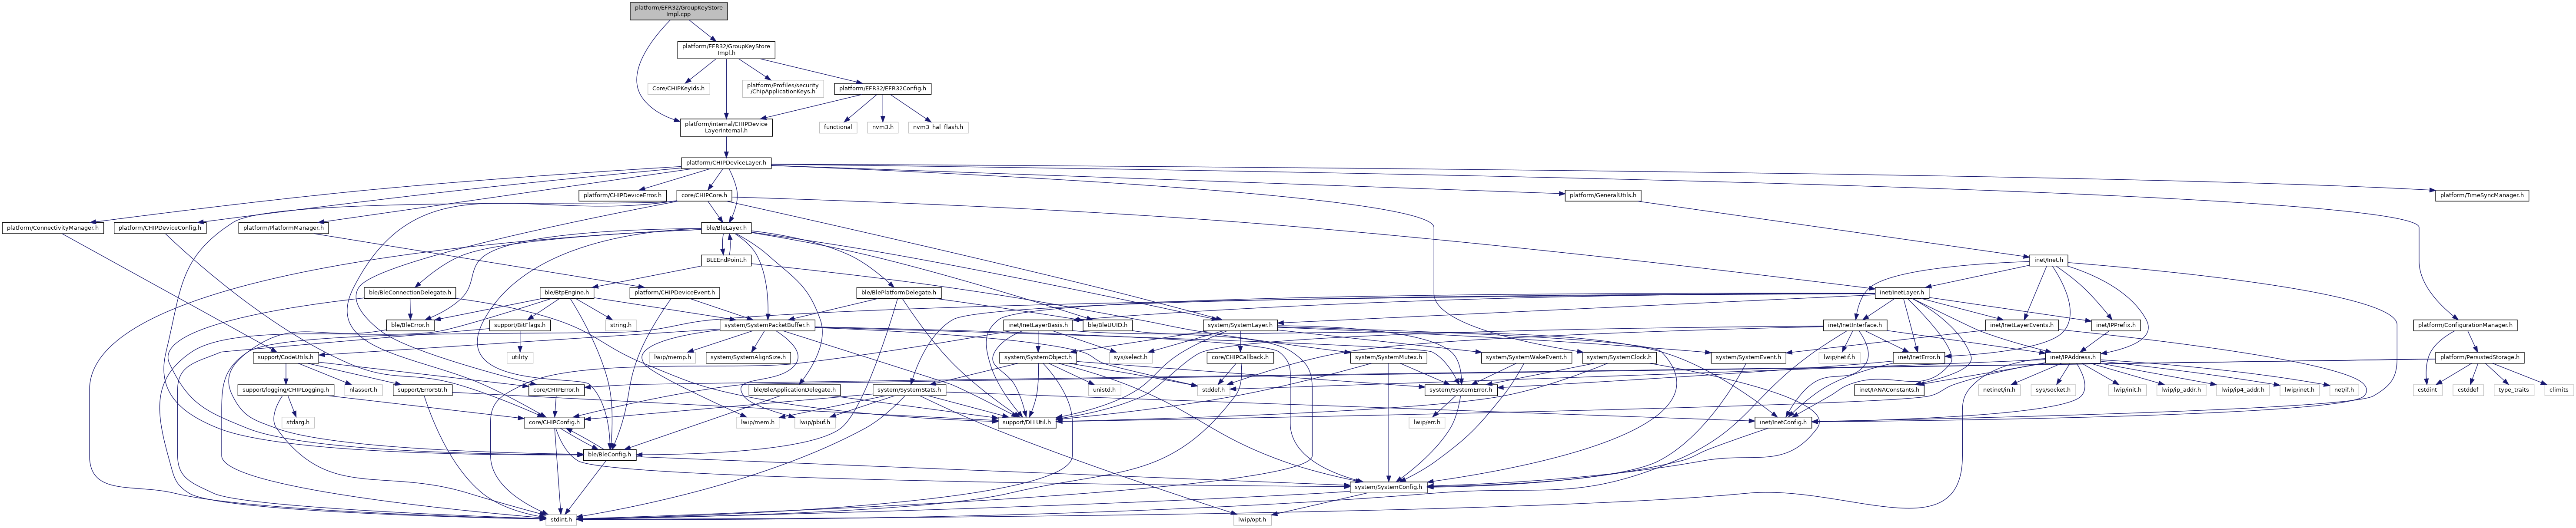 platform/EFR32/GroupKeyStore
Impl.cpp
platform/EFR32/GroupKeyStore
Impl.h
Core/CHIPKeyIds.h
platform/Profiles/security
/ChipApplicationKeys.h
platform/EFR32/EFR32Config.h
platform/internal/CHIPDevice
LayerInternal.h
functional
nvm3.h
nvm3_hal_flash.h
platform/CHIPDeviceLayer.h
platform/CHIPDeviceError.h
core/CHIPCore.h
platform/GeneralUtils.h
platform/TimeSyncManager.h
platform/ConnectivityManager.h
platform/CHIPDeviceConfig.h
platform/PlatformManager.h
ble/BleLayer.h
BLEEndPoint.h
inet/Inet.h
ble/BleConnectionDelegate.h
ble/BtpEngine.h
platform/CHIPDeviceEvent.h
ble/BlePlatformDelegate.h
inet/InetLayer.h
ble/BleError.h
support/BitFlags.h
string.h
system/SystemPacketBuffer.h
inet/InetLayerBasis.h
ble/BleUUID.h
system/SystemLayer.h
inet/InetInterface.h
inet/InetLayerEvents.h
inet/IPPrefix.h
platform/ConfigurationManager.h
support/CodeUtils.h
utility
lwip/memp.h
system/SystemAlignSize.h
system/SystemObject.h
sys/select.h
core/CHIPCallback.h
system/SystemMutex.h
system/SystemWakeEvent.h
system/SystemClock.h
system/SystemEvent.h
lwip/netif.h
inet/InetError.h
inet/IPAddress.h
platform/PersistedStorage.h
support/logging/CHIPLogging.h
nlassert.h
support/ErrorStr.h
core/CHIPError.h
ble/BleApplicationDelegate.h
system/SystemStats.h
unistd.h
stddef.h
system/SystemError.h
inet/IANAConstants.h
netinet/in.h
sys/socket.h
lwip/init.h
lwip/ip_addr.h
lwip/ip4_addr.h
lwip/inet.h
net/if.h
cstdint
cstddef
type_traits
climits
stdarg.h
core/CHIPConfig.h
lwip/mem.h
lwip/pbuf.h
support/DLLUtil.h
lwip/err.h
inet/InetConfig.h
ble/BleConfig.h
system/SystemConfig.h
stdint.h
lwip/opt.h